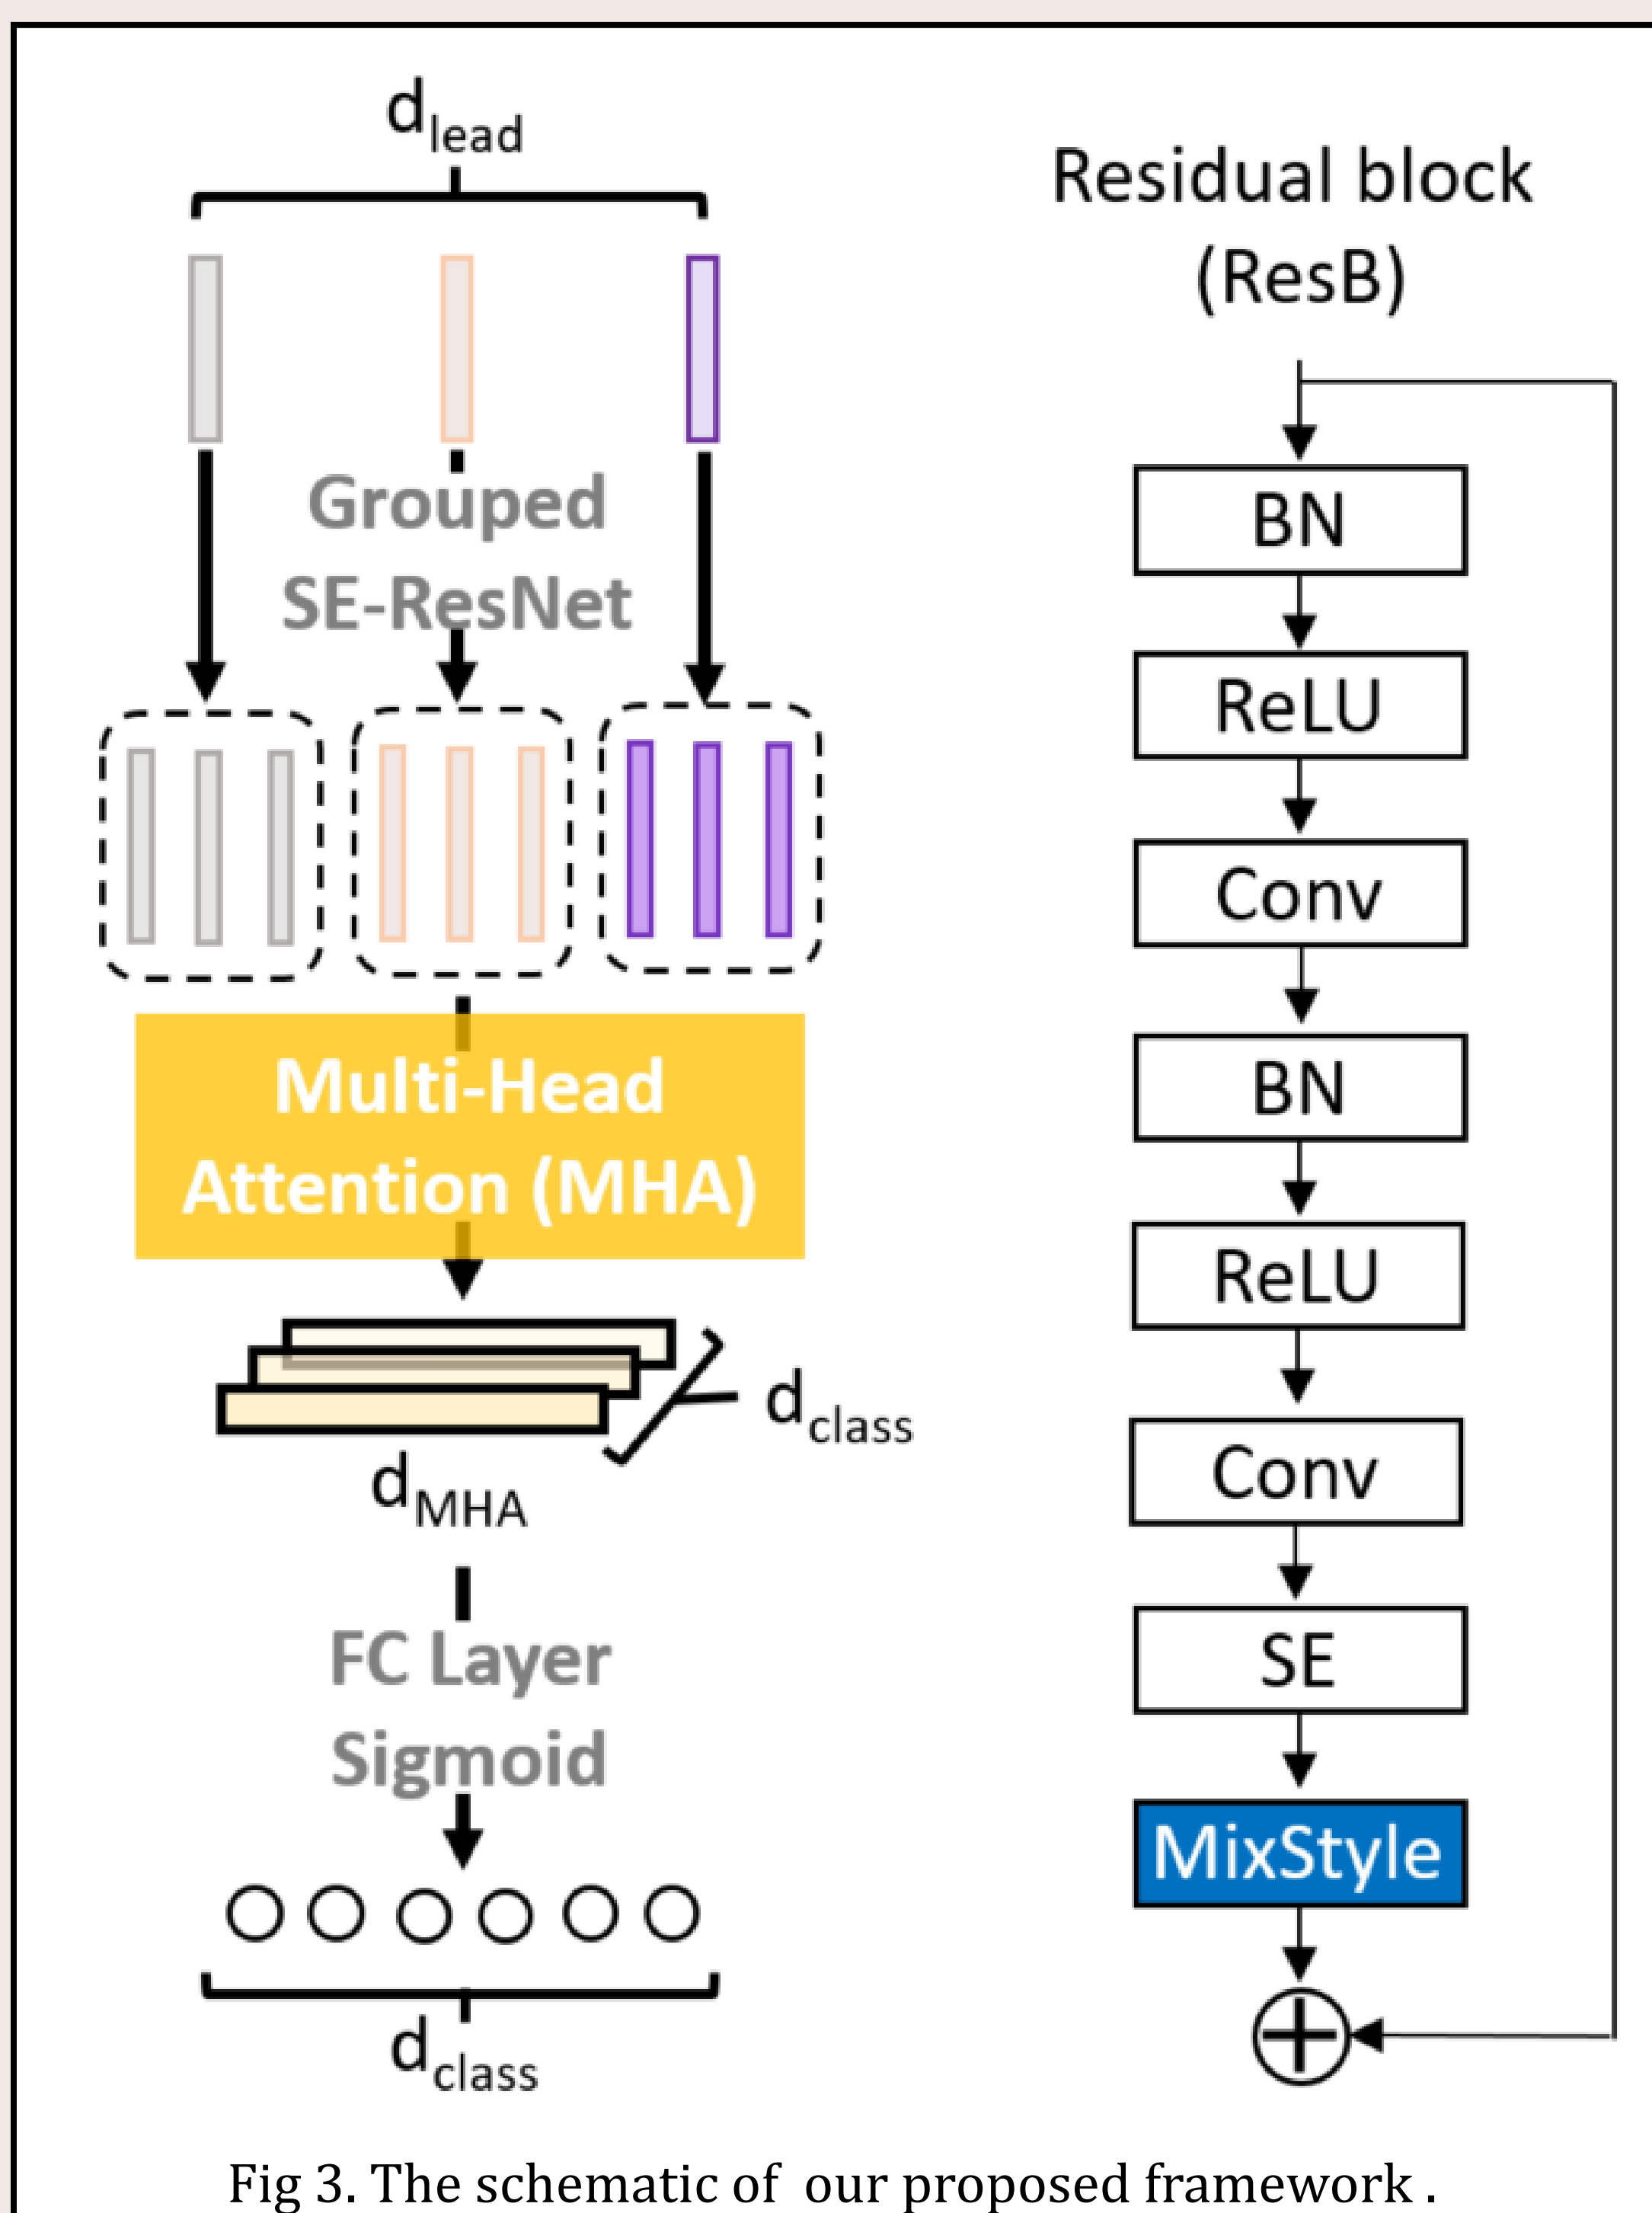 dlead
Grouped
SE-ResNet
Multi-Head
Attention (MHA)
dclass
dMHA
FC Layer
Sigmoid
dclass
Residual block
(ResB)
BN
ReLU
Conv
BN
ReLU
Conv
SE
MixStyle
Fig 3. The schematic of our proposed framework .